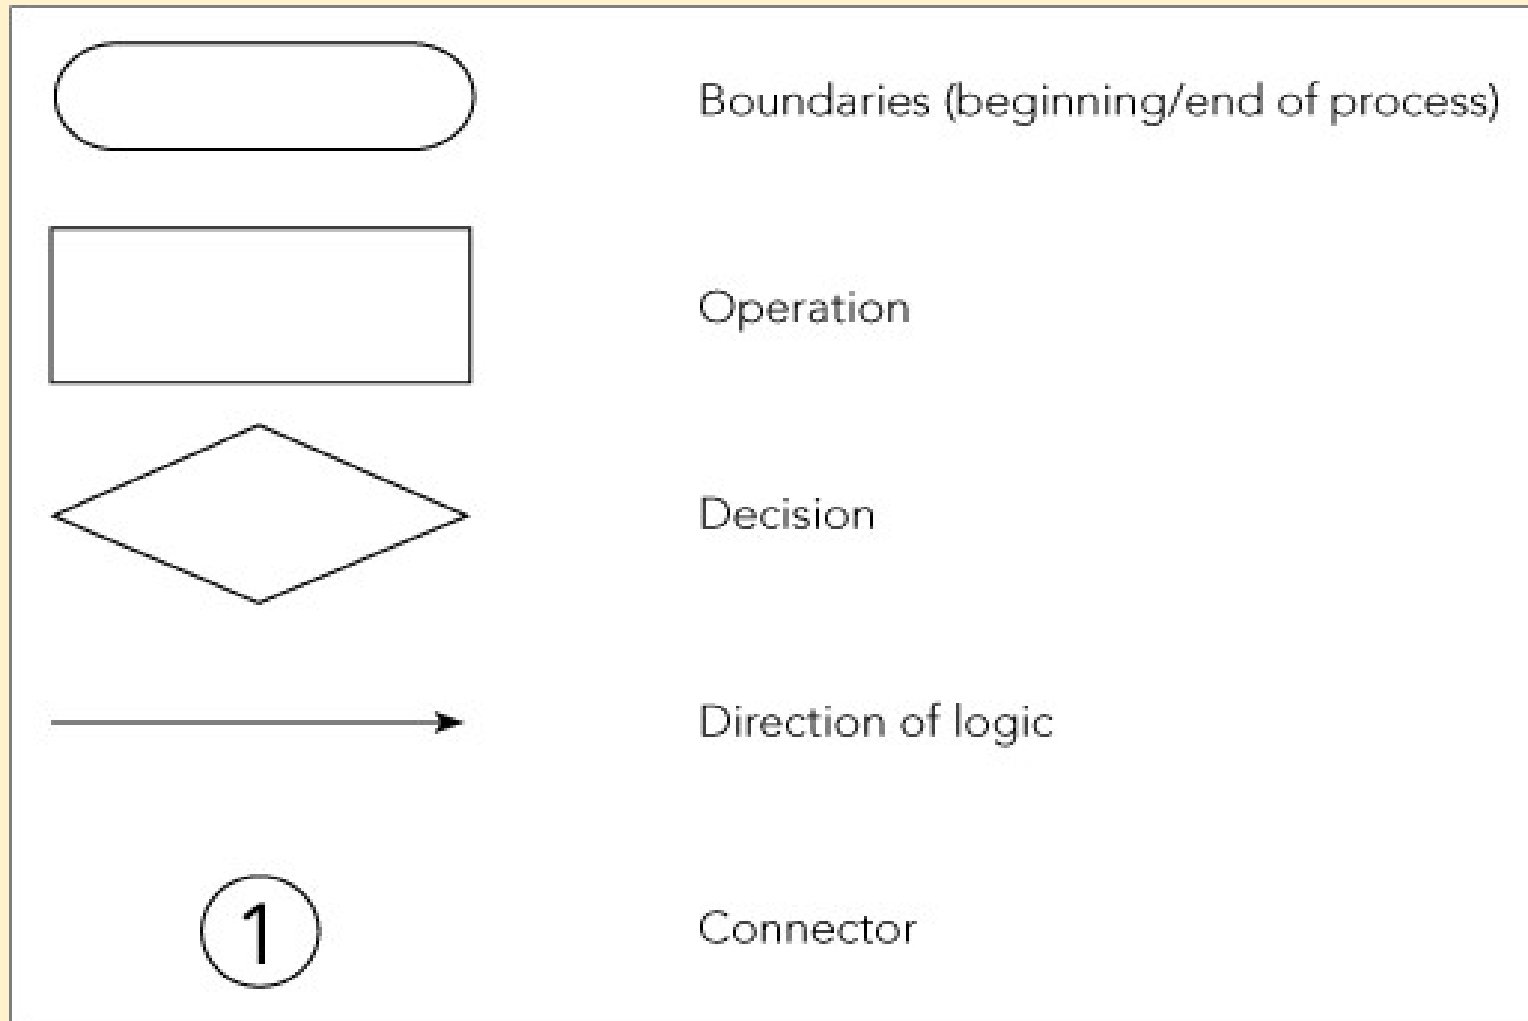 Boundaries (beginning/end of process)
Operation
Decision
Direction of logic
1
Connector